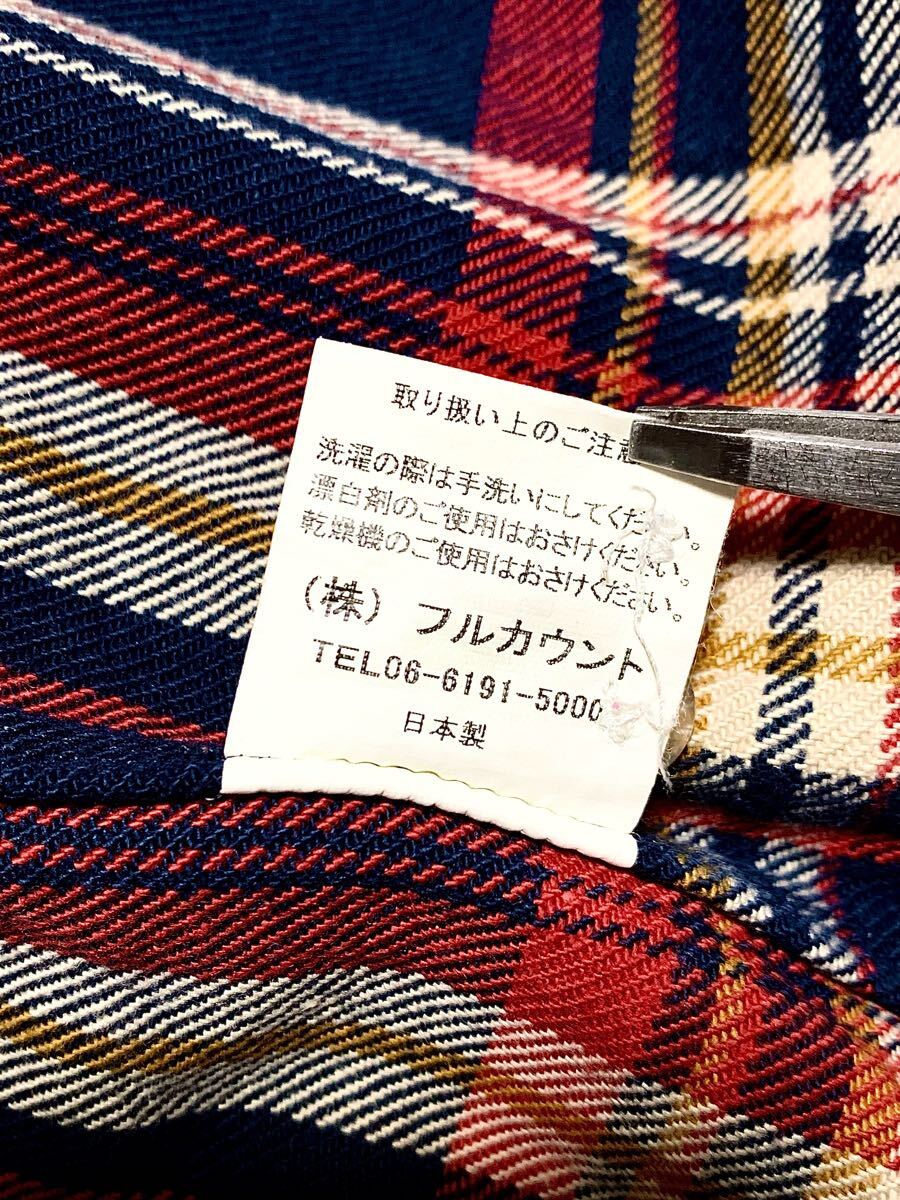 取り扱い上のご注意
洗濯の際は手洗いにしてください。
漂白剤のご使用はおさけください。
乾燥機のご使用はおさけください。
(株) フルカウント
TEL06-6191-5000
日本製